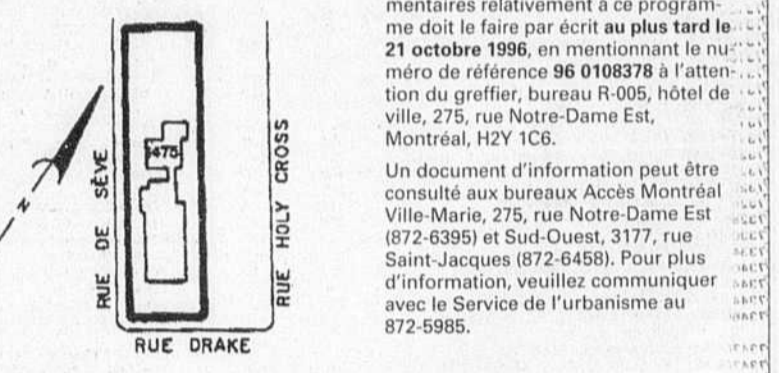 mentaires relativement à ce program-
me doit le faire par écrit au plus tard le
21 octobre 1996, en mentionnant le nu-
méro de référence 96 0108378 à l'atten-
tion du greffier, bureau R-005, hôtel de
ville, 275, rue Notre-Dame Est,
Montréal, H2Y 1C6.
Un document d'information peut être
consulté aux bureaux Accès Montréal
Ville-Marie, 275, rue Notre-Dame Est
(872-6395) et Sud-Ouest, 3177, rue
Saint-Jacques (872-6458). Pour plus
d'information, veuillez communiquer
avec le Service de l'urbanisme au
872-5985.
N
RUE DE SÈVE
RUE HOLY CROSS
RUE DRAKE